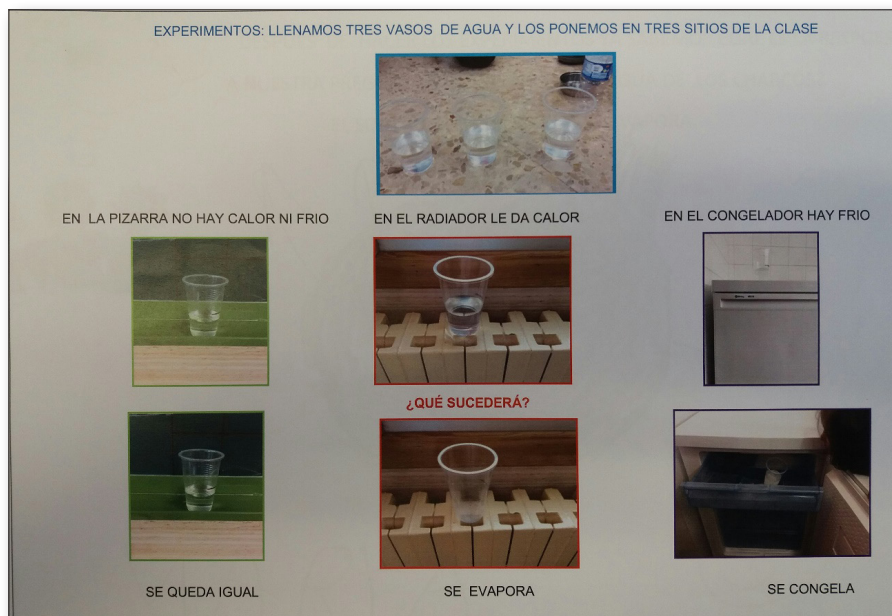 EXPERIMENTOS: LLENAMOS TRES VASOS DE AGUA Y LOS PONEMOS EN TRES SITIOS DE LA CLASE
EN LA PIZARRA NO HAY CALOR NI FRIO
EN EL RADIADOR LE DA CALOR
EN EL CONGELADOR HAY FRIO
¿QUÉ SUCEDERÁ?
SE QUEDA IGUAL
SE EVAPORA
SE CONGELA